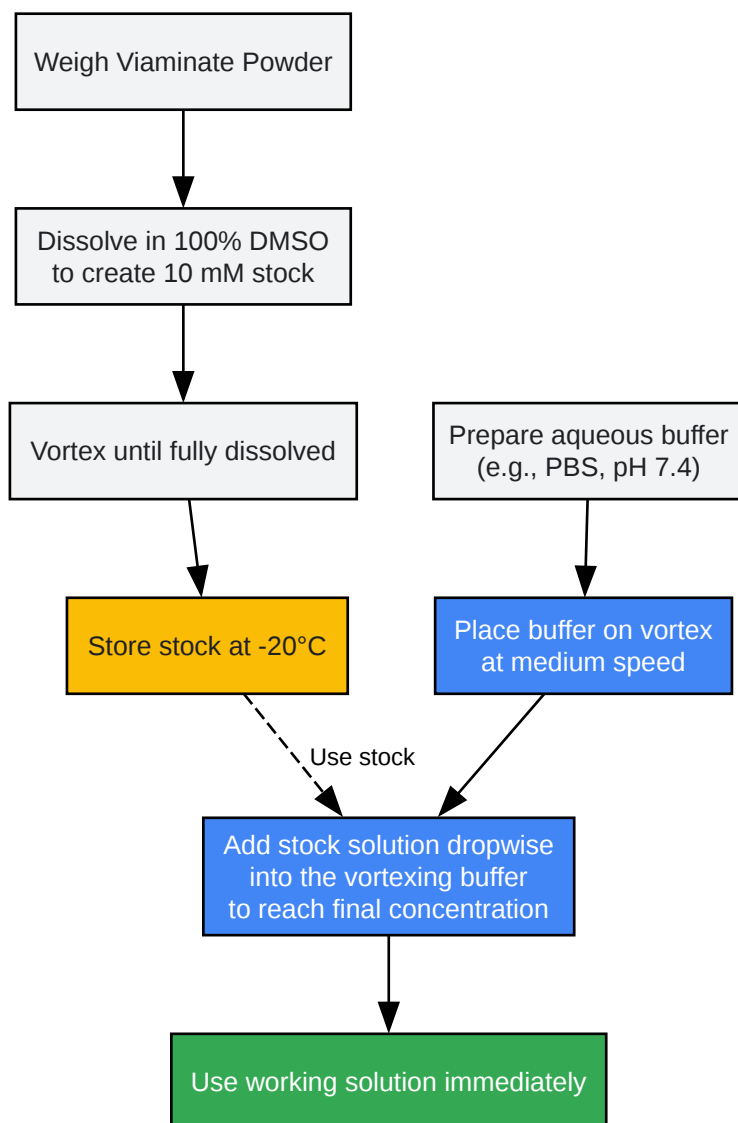 Weigh Viaminate Powder
Dissolve in 100% DMSO
to create 10 mM stock
Vortex until fully dissolved
Prepare aqueous buffer
(e.g., PBS, pH 7.4)
Store stock at -20°C
Place buffer on vortex
at medium speed
Use stock
Add stock solution dropwise
into the vortexing buffer
to reach final concentration
Use working solution immediately